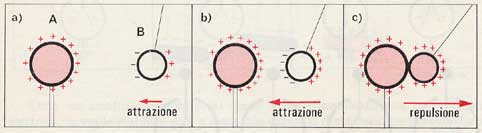 a)
A
B
attrazione
b)
attrazione
c)
repulsione